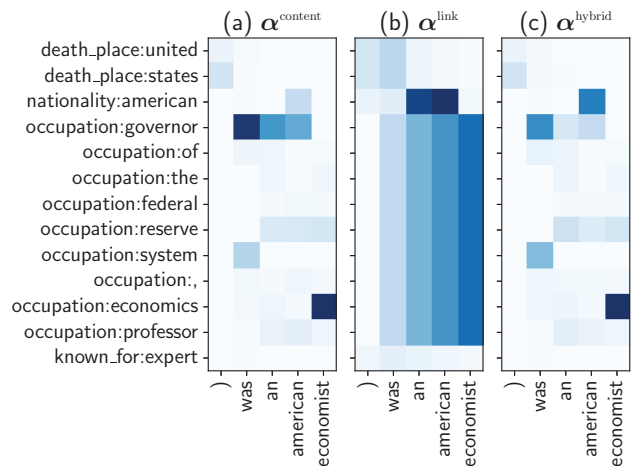 (a) α^content (b) α^link (c) α^hybrid
death_place:united
death_place:states
nationality:american
occupation:governor
occupation:of
occupation:the
occupation:federal
occupation:reserve
occupation:system
occupation:,
occupation:economics
occupation:professor
known_for:expert
) was an american economist
) was an american economist
) was an american economist